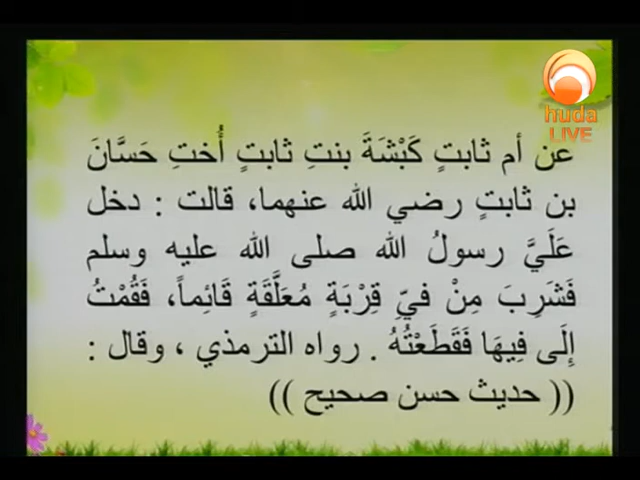 huda
LIVE
عن أم ثابتٍ كَبْشَةَ بنتِ ثابتٍ أُختِ حَسَّانَ
بن ثابتٍ رضي الله عنهما، قالت : دخل
عَلَيَّ رسولُ الله صلى الله عليه وسلم
فَشَرِبَ مِنْ فيِّ قِرْبَةٍ مُعَلَّقَةٍ قَائِماً، فَقُمْتُ
إِلَى فِيهَا فَقَطَعْتُهُ . رواه الترمذي ، وقال :
(( حديث حسن صحيح ))